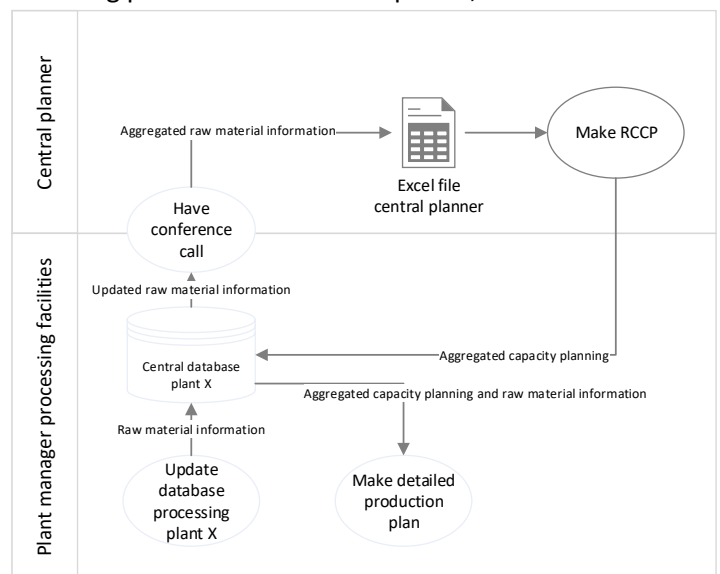 Central planner
Aggregated raw material information
Excel file
central planner
Make RCCP
Have
conference
call
Plant manager processing facilities
Updated raw material information
Central database
plant X
Aggregated capacity planning
Aggregated capacity planning and raw material information
Raw material information
Update
database
processing
plant X
Make detailed
production
plan